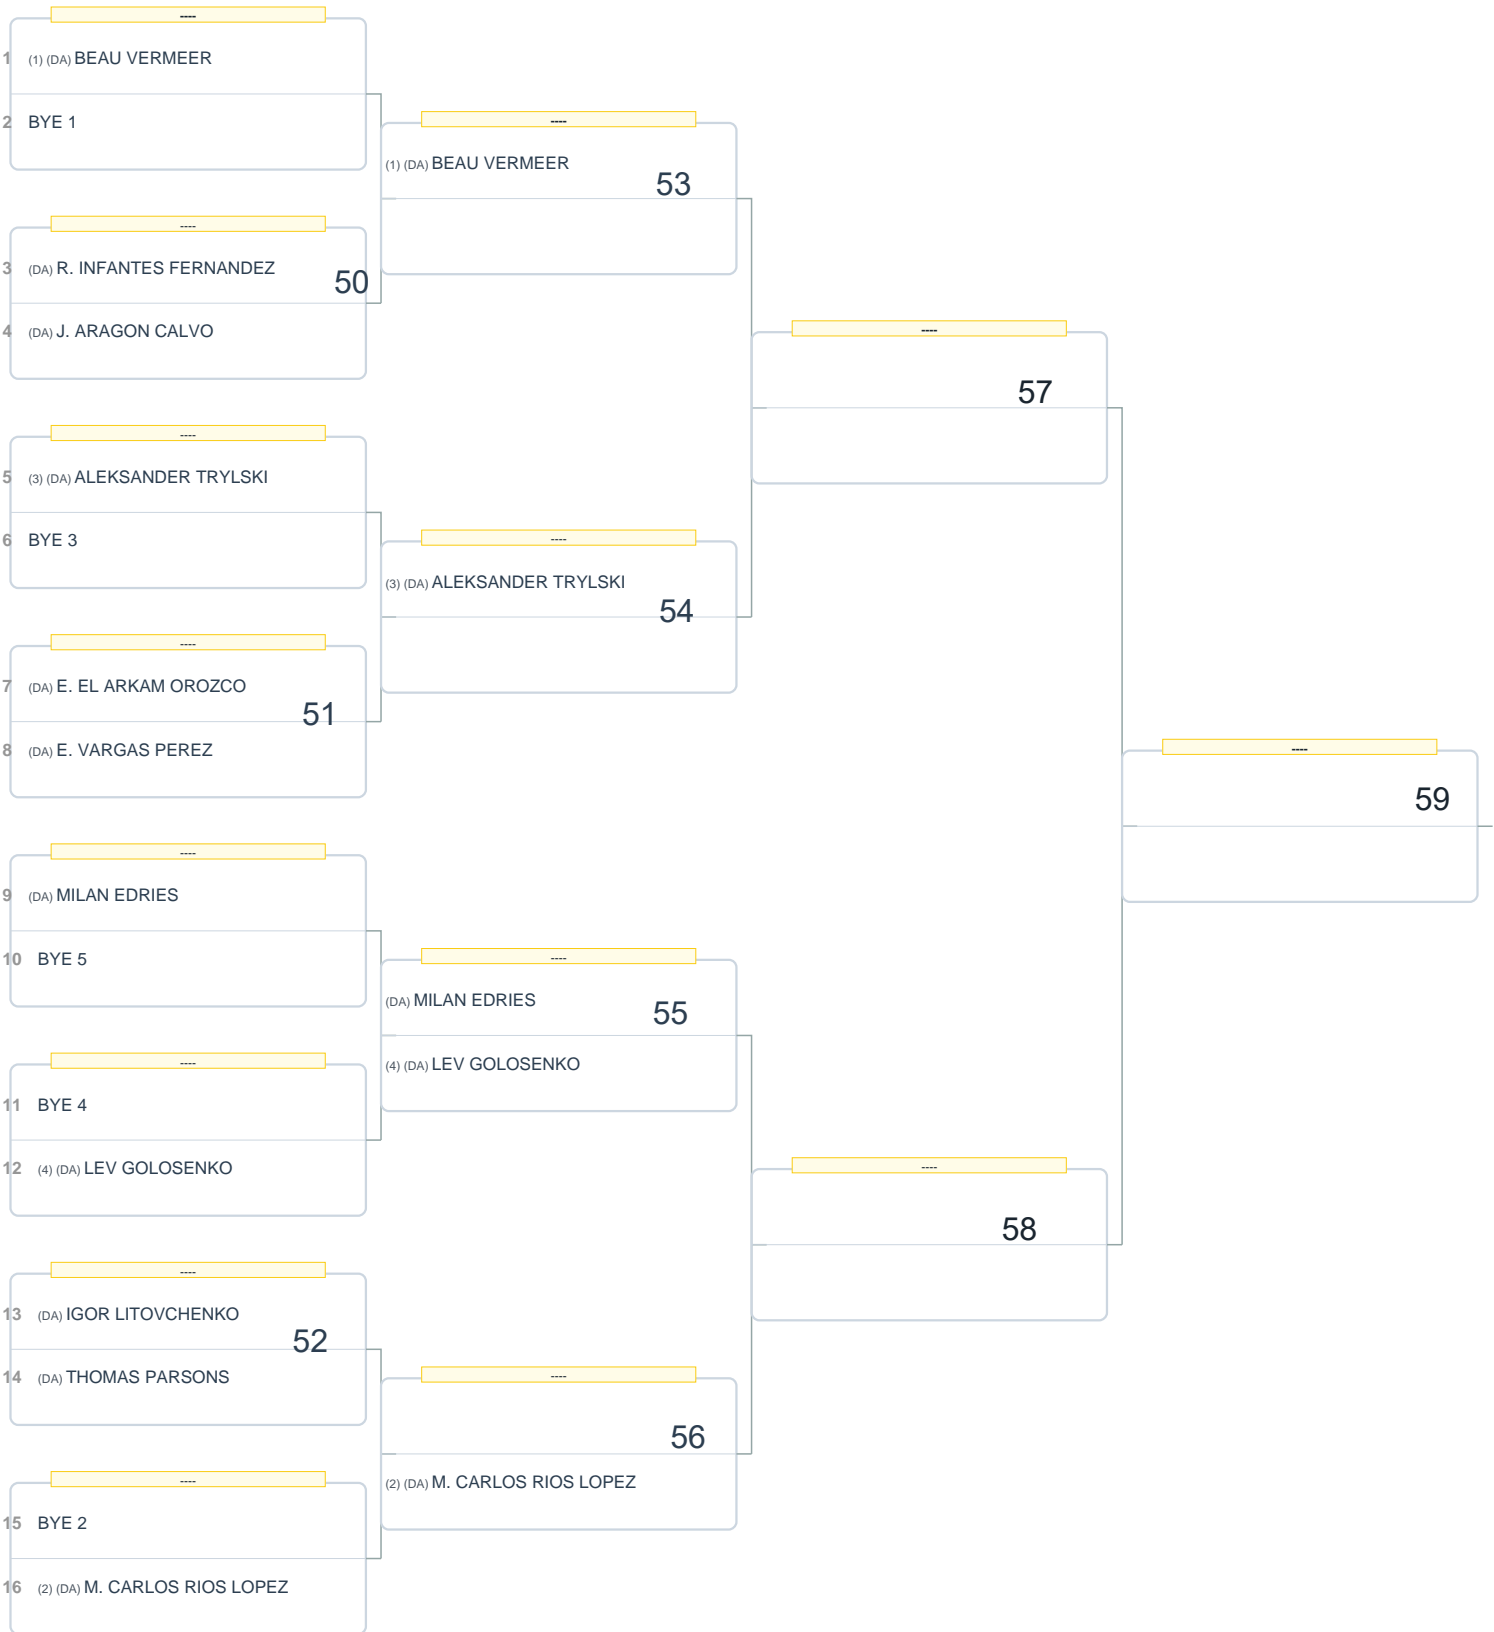 ----
1 (1) (DA) BEAU VERMEER
2 BYE 1
----
3 (DA) R. INFANTES FERNANDEZ
50
4 (DA) J. ARAGON CALVO
----
5 (3) (DA) ALEKSANDER TRYLSKI
6 BYE 3
----
7 (DA) E. EL ARKAM OROZCO
51
8 (DA) E. VARGAS PEREZ
----
9 (DA) MILAN EDRIES
10 BYE 5
----
11 BYE 4
12 (4) (DA) LEV GOLOSENKO
----
13 (DA) IGOR LITOVCHENKO
52
14 (DA) THOMAS PARSONS
----
15 BYE 2
16 (2) (DA) M. CARLOS RIOS LOPEZ
----
(1) (DA) BEAU VERMEER
53
----
(3) (DA) ALEKSANDER TRYLSKI
54
----
(DA) MILAN EDRIES
55
(4) (DA) LEV GOLOSENKO
----
56
(2) (DA) M. CARLOS RIOS LOPEZ
----
57
----
58
----
59